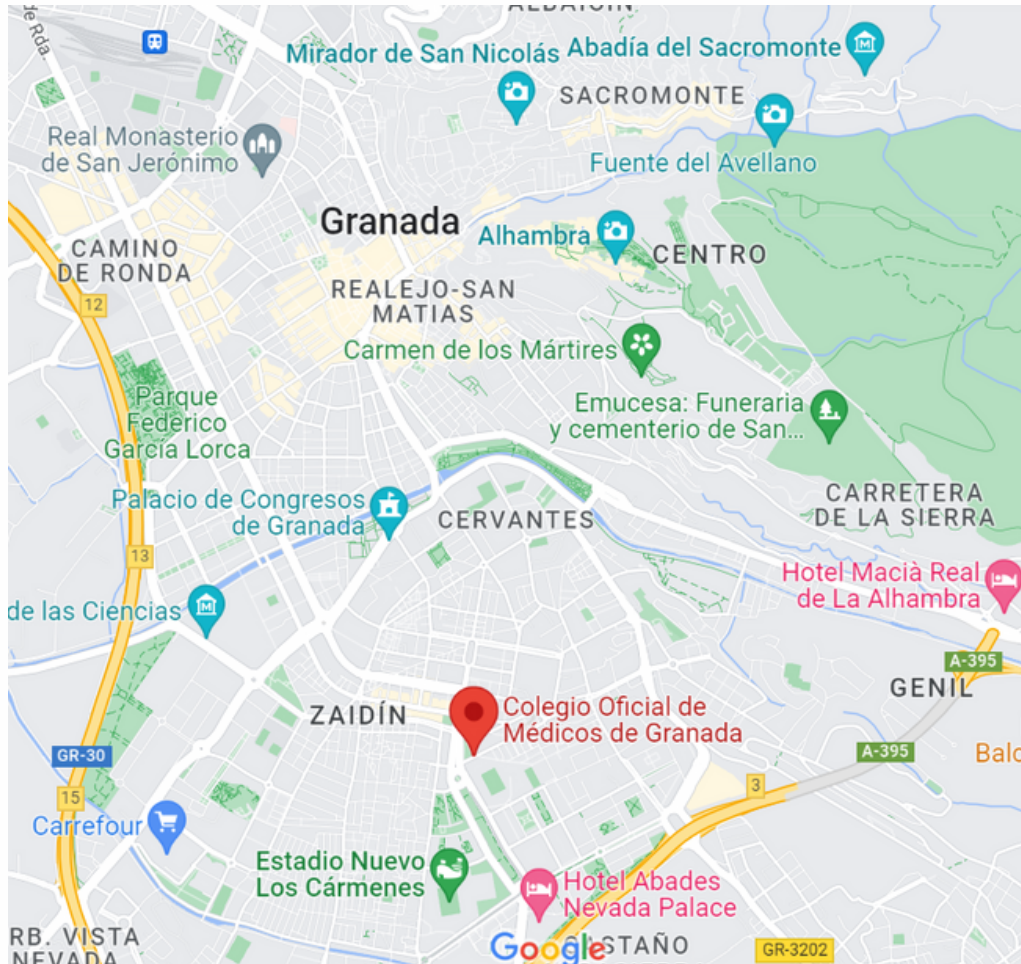 ALBAICÍN
de Rda.
Mirador de San Nicolás
Abadía del Sacromonte
SACROMONTE
Real Monasterio
de San Jerónimo
Fuente del Avellano
Granada
Alhambra
CENTRO
CAMINO
DE RONDA
REALEJO-SAN
MATIAS
12
Carmen de los Mártires
Parque
Federico
García Lorca
Emucesa: Funeraria
y cementerio de San...
Palacio de Congresos
de Granada
CERVANTES
CARRETERA
DE LA SIERRA
13
Hotel Macià Real
de La Alhambra
de las Ciencias
A-395
GENIL
ZAIDÍN
Colegio Oficial de
Médicos de Granada
GR-30
A-395
Balc
15
3
Carrefour
Estadio Nuevo
Los Cármenes
Hotel Abades
Nevada Palace
RB. VISTA
NEVADA
Google
STAÑO
GR-3202